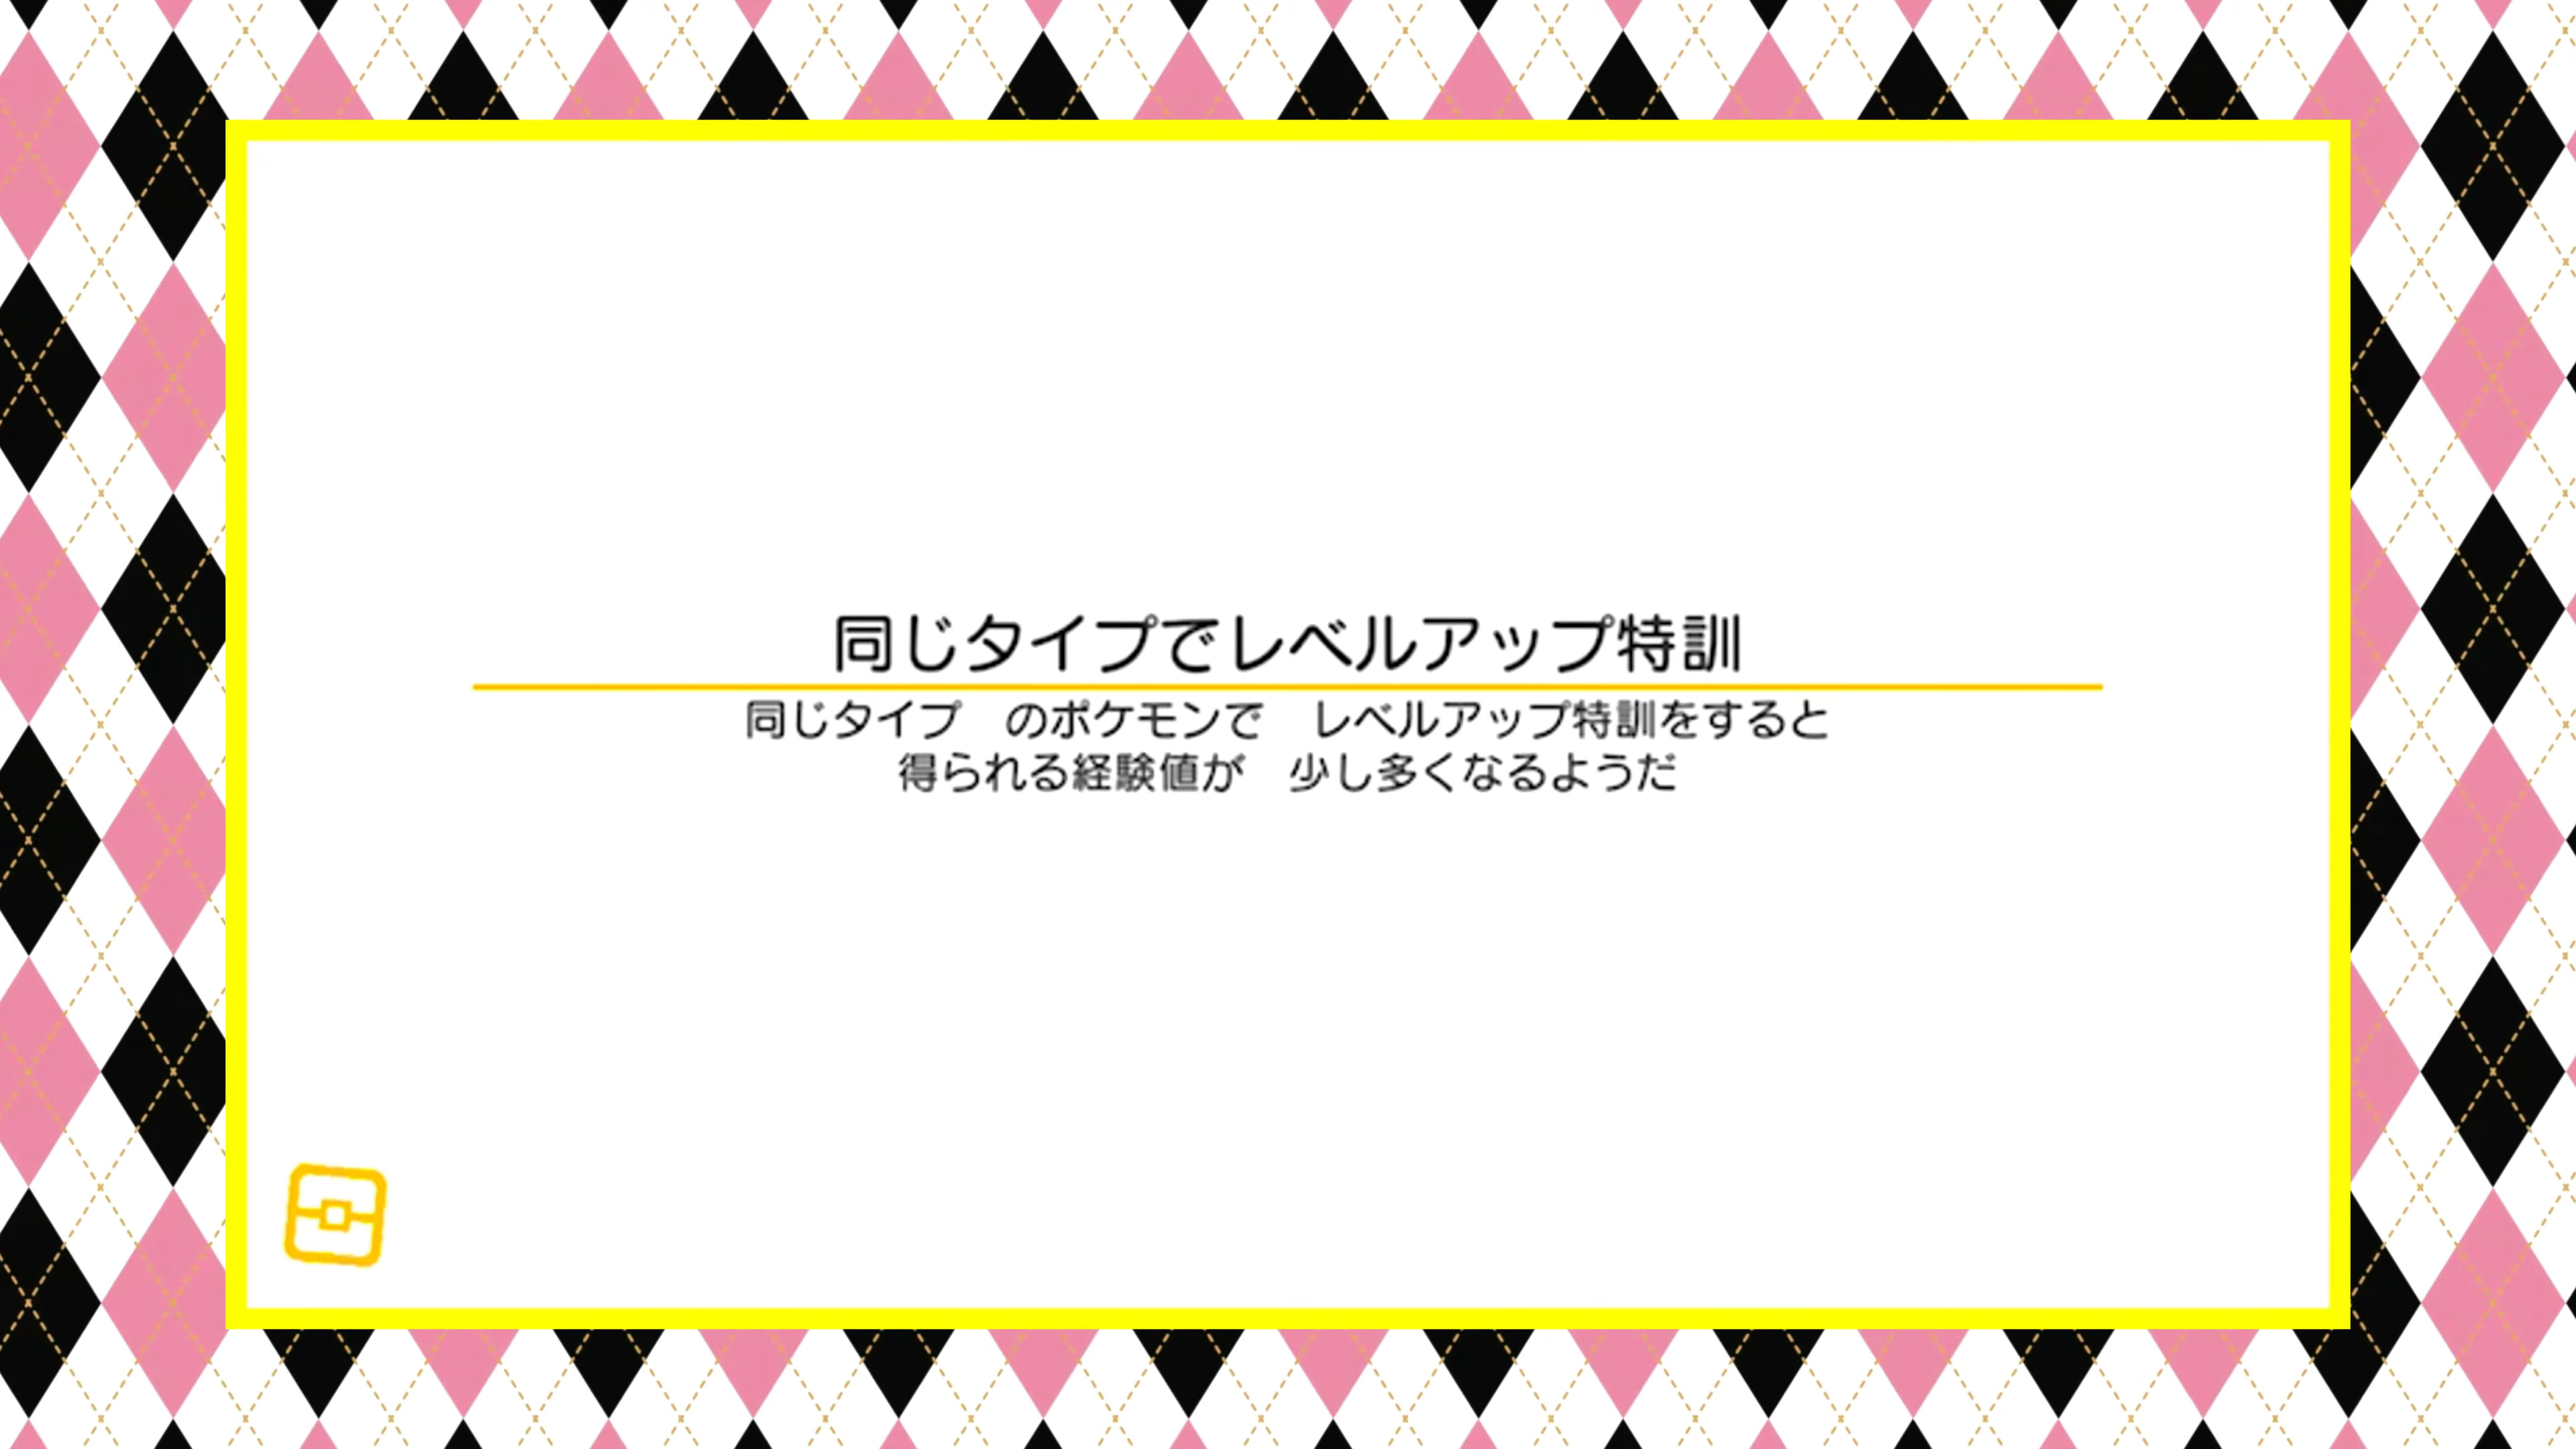 同じタイプでレベルアップ特訓
同じタイプ　のポケモンで　レベルアップ特訓をすると
得られる経験値が　少し多くなるようだ